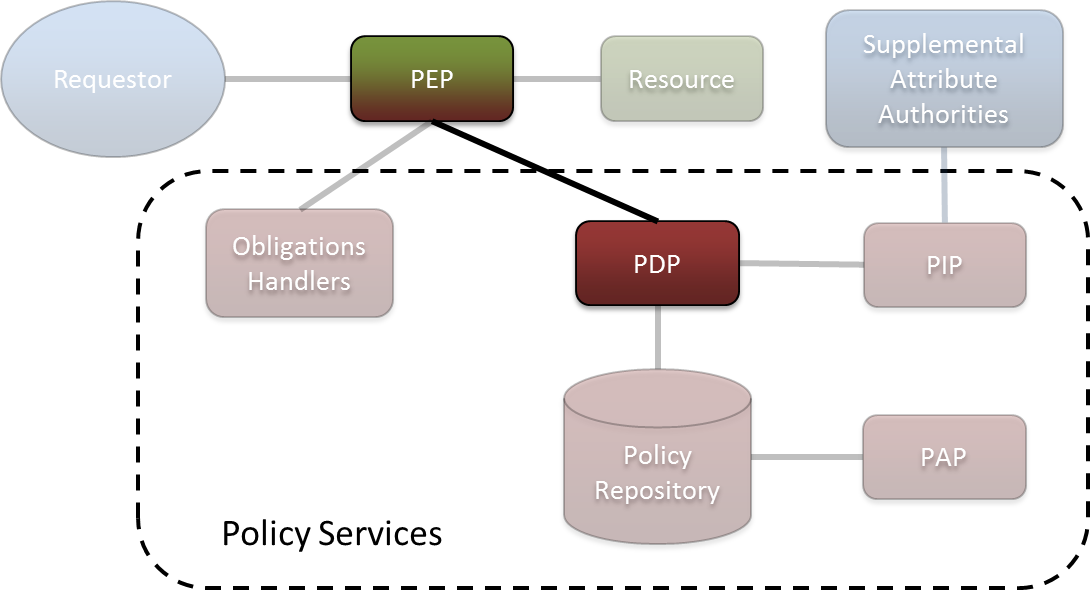 Requestor
PEP
Resource
Supplemental
Attribute
Authorities
Obligations
Handlers
PDP
PIP
Policy
Repository
PAP
Policy Services